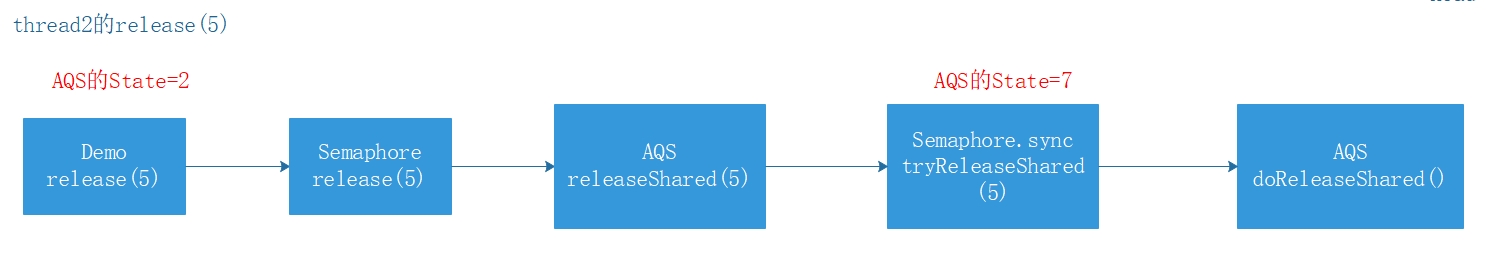 thread2的release(5)
AQS的State=2
AQS的State=7
Demo
release(5)
Semaphore
release(5)
AQS
releaseShared(5)
Semaphore.sync
tryReleaseShared
(5)
AQS
doReleaseShared()